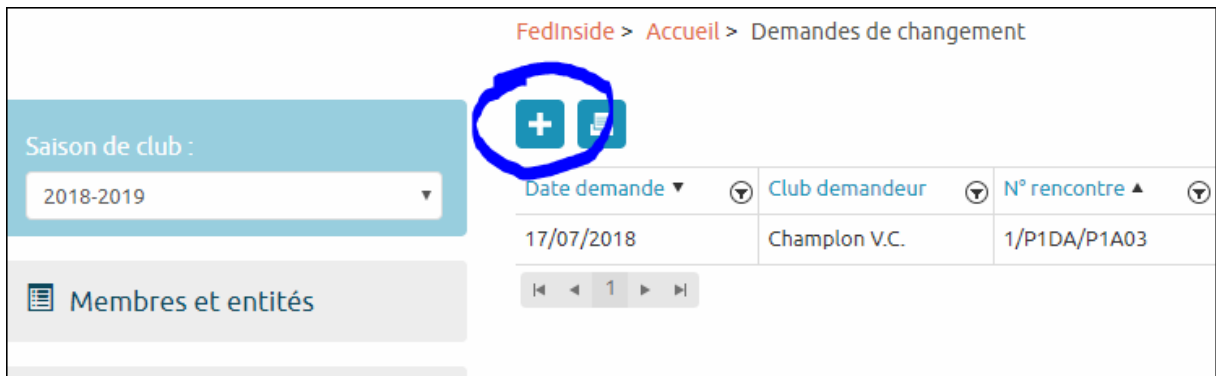 FedInside > Accueil > Demandes de changement
Saison de club :
2018-2019
Date demande ▼ Club demandeur N° rencontre ▲
17/07/2018 Champlon V.C. 1/P1DA/P1A03
1
Membres et entités